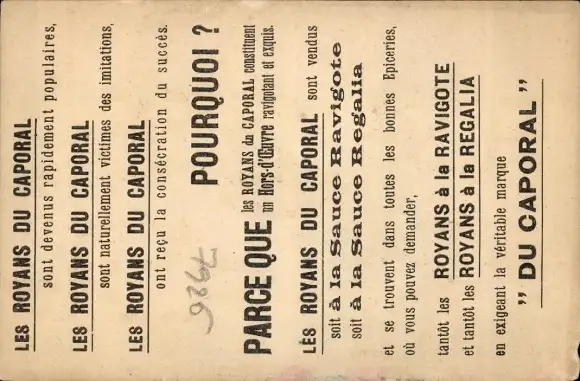 LES ROYANS DU CAPORAL
sont devenus rapidement populaires,
LES ROYANS DU CAPORAL
sont naturellement victimes des imitations,
LES ROYANS DU CAPORAL
ont reçu la consécration du succès.
POURQUOI ?
PARCE QUE les ROYANS du CAPORAL constituent
un Hors-d'Œuvre ravigotant et exquis.
LES ROYANS DU CAPORAL sont vendus
soit à la Sauce Ravigote
soit à la Sauce Regalia
et se trouvent dans toutes les bonnes Epiceries,
où vous pouvez demander,
tantôt les ROYANS à la RAVIGOTE
et tantôt les ROYANS à la REGALIA
en exigeant la véritable marque
" DU CAPORAL "